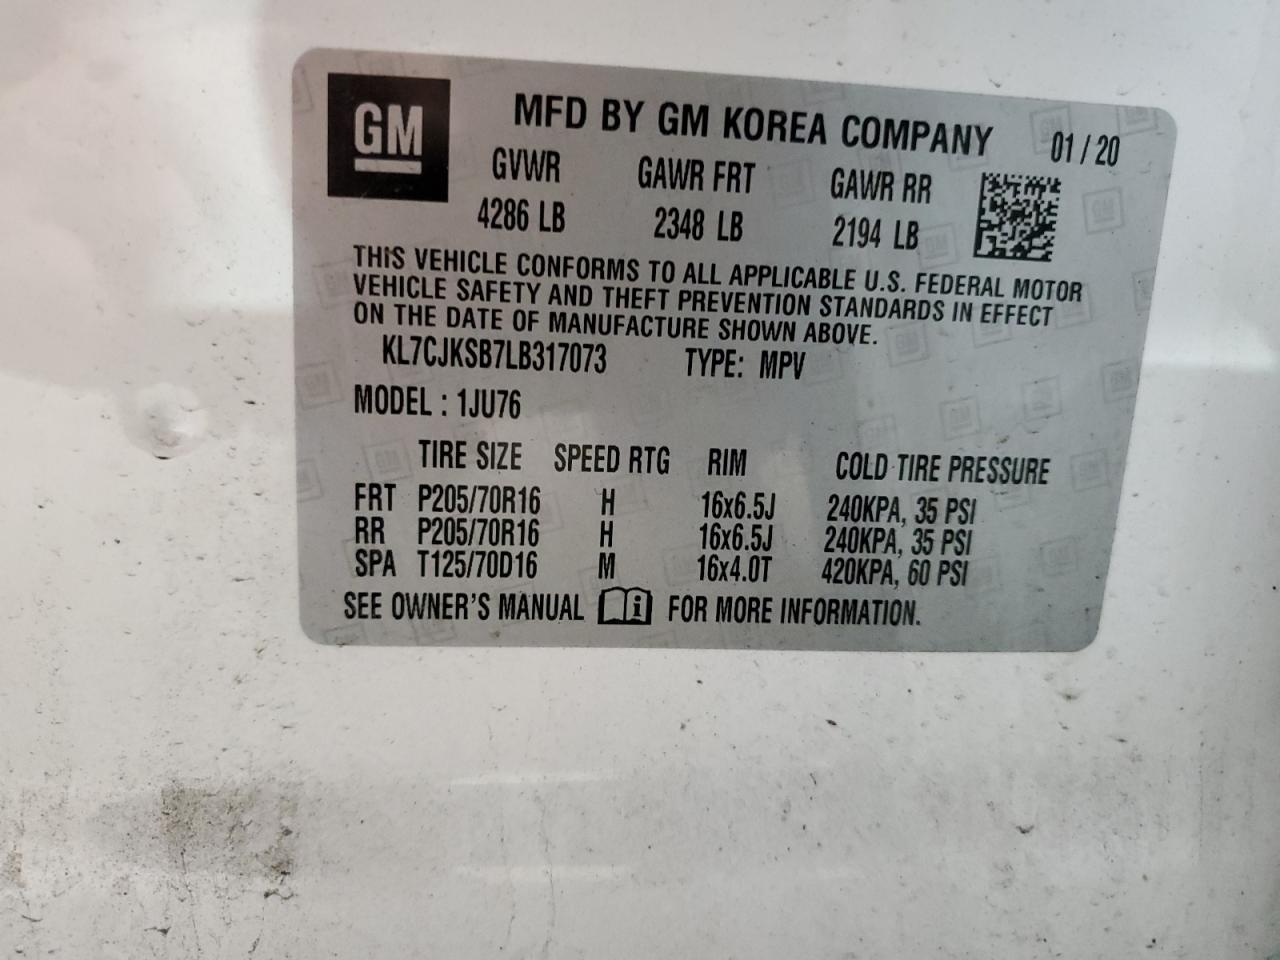 GM
MFD BY GM KOREA COMPANY 01 / 20
GVWR GAWR FRT GAWR RR
4286 LB 2348 LB 2194 LB
THIS VEHICLE CONFORMS TO ALL APPLICABLE U.S. FEDERAL MOTOR
VEHICLE SAFETY AND THEFT PREVENTION STANDARDS IN EFFECT
ON THE DATE OF MANUFACTURE SHOWN ABOVE.
KL7CJKSB7LB317073 TYPE: MPV
MODEL : 1JU76
TIRE SIZE SPEED RTG RIM COLD TIRE PRESSURE
FRT P205/70R16 H 16x6.5J 240KPA, 35 PSI
RR P205/70R16 H 16x6.5J 240KPA, 35 PSI
SPA T125/70D16 M 16x4.0T 420KPA, 60 PSI
SEE OWNER'S MANUAL i FOR MORE INFORMATION.